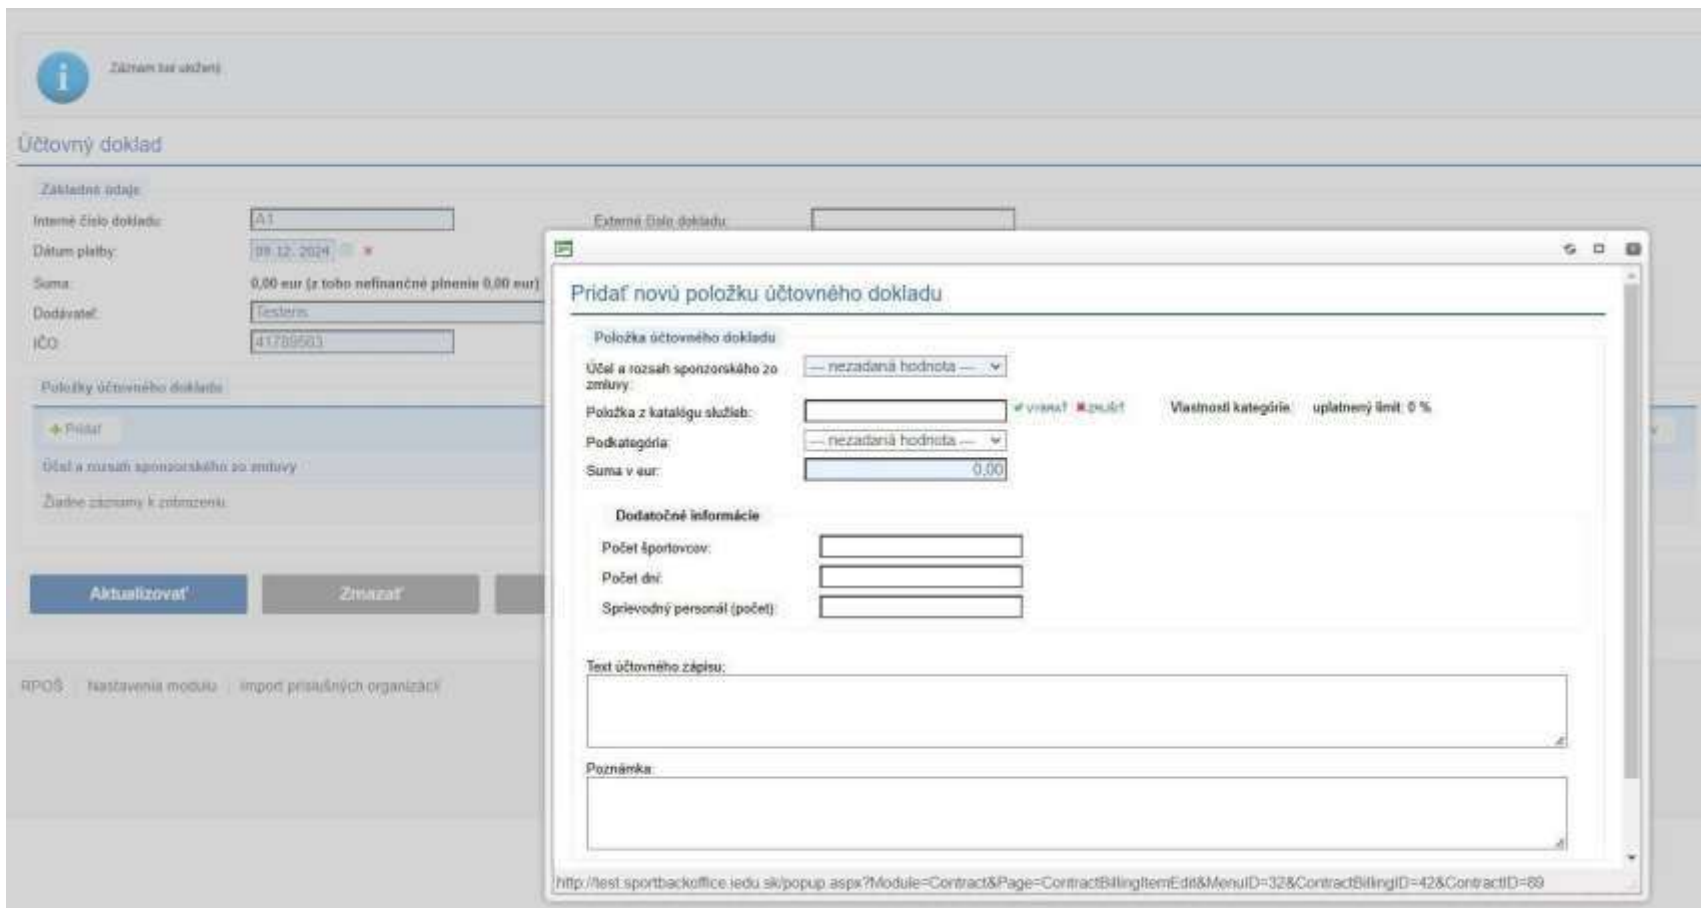 Záznam bol uložený
Účtovný doklad
Základné údaje
Interné číslo dokladu: A1 Externé číslo dokladu:
Dátum platby: 09.12.2024
Suma: 0,00 eur (z toho nefinančné plnenie 0,00 eur)
Dodávateľ:
IČO:
Položky účtovného dokladu
Pridať
Účel a rozsah sponzorského zo zmluvy
Žiadne záznamy k zobrazeniu
Aktualizovať Zmazať
RPOŠ Nastavenia modulu Import príslušných organizácií
Pridať novú položku účtovného dokladu
Položka účtovného dokladu
Účel a rozsah sponzorského zo
zmluvy: --- nezadaná hodnota ---
Položka z katalógu služieb: VYBRAŤ ZRUŠIŤ Vlastnosti kategórie: uplatnený limit: 0 %
Podkategória: --- nezadaná hodnota ---
Suma v eur: 0,00
Dodatočné informácie
Počet športovcov:
Počet dní:
Sprievodný personál (počet):
Text účtovného zápisu:
Poznámka:
http://test.sportbackoffice.iedu.sk/popup.aspx?Module=Contract&Page=ContractBillingItemEdit&MenuID=32&ContractBillingID=42&ContractID=89